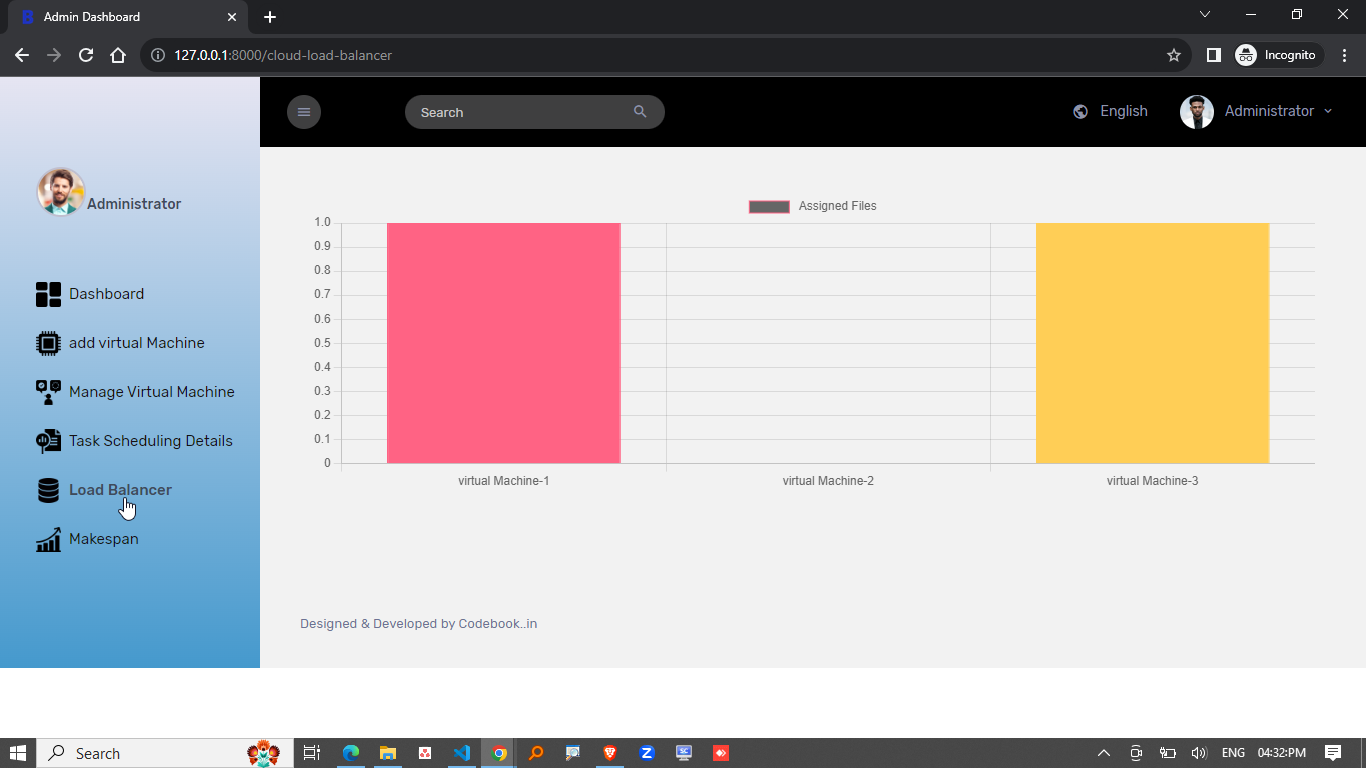 Admin Dashboard
127.0.0.1:8000/cloud-load-balancer
Incognito
Search
English
Administrator
Administrator
Dashboard
add virtual Machine
Manage Virtual Machine
Task Scheduling Details
Load Balancer
Makespan
Assigned Files
1.0
0.9
0.8
0.7
0.6
0.5
0.4
0.3
0.2
0.1
0
virtual Machine-1
virtual Machine-2
virtual Machine-3
Designed & Developed by Codebook..in
Search
ENG
04:32:PM